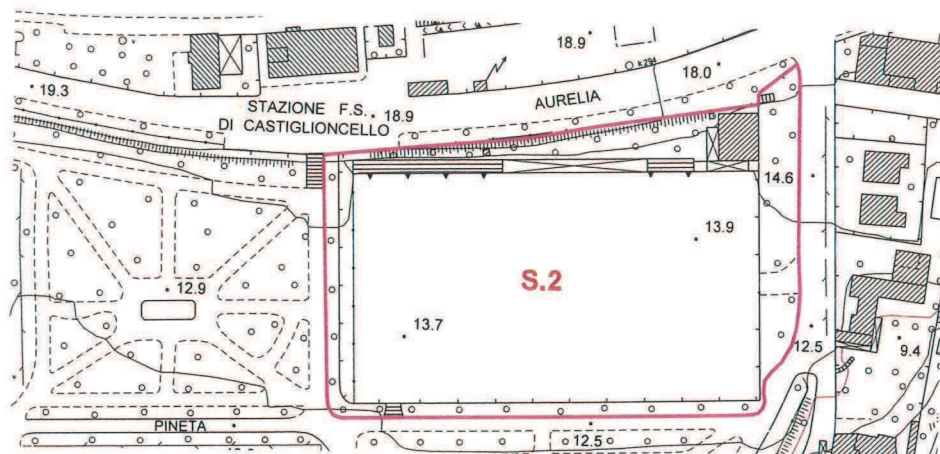 18.9
18.0
19.3
AURELIA
STAZIONE F.S.
DI CASTIGLIONCELLO
18.9
14.6
13.9
S.2
12.9
13.7
12.5
9.4
PINETA
12.5